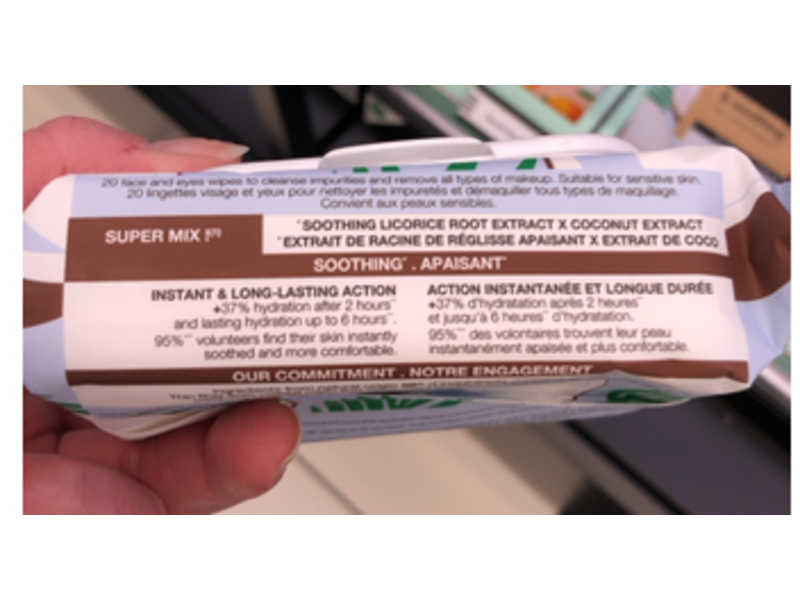 20 face and eyes wipes to cleanse impurities and remove all types of makeup. Suitable for sensitive skin.
20 lingettes visage et yeux pour nettoyer les impuretés et démaquiller tous types de maquillage.
Convient aux peaux sensibles.
SUPER MIX
*SOOTHING LICORICE ROOT EXTRACT X COCONUT EXTRACT
*EXTRAIT DE RACINE DE RÉGLISSE APAISANT X EXTRAIT DE COCO
SOOTHING* . APAISANT*
INSTANT & LONG-LASTING ACTION
+37% hydration after 2 hours**
and lasting hydration up to 6 hours**.
95%*** volunteers find their skin instantly
soothed and more comfortable.
ACTION INSTANTANÉE ET LONGUE DURÉE
+37% d'hydratation après 2 heures**
et jusqu'à 6 heures** d'hydratation.
95%*** des volontaires trouvent leur peau
instantanément apaisée et plus confortable.
OUR COMMITMENT . NOTRE ENGAGEMENT